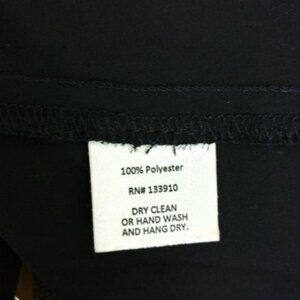 100% Polyester
RN# 133910
DRY CLEAN
OR HAND WASH
AND HANG DRY.